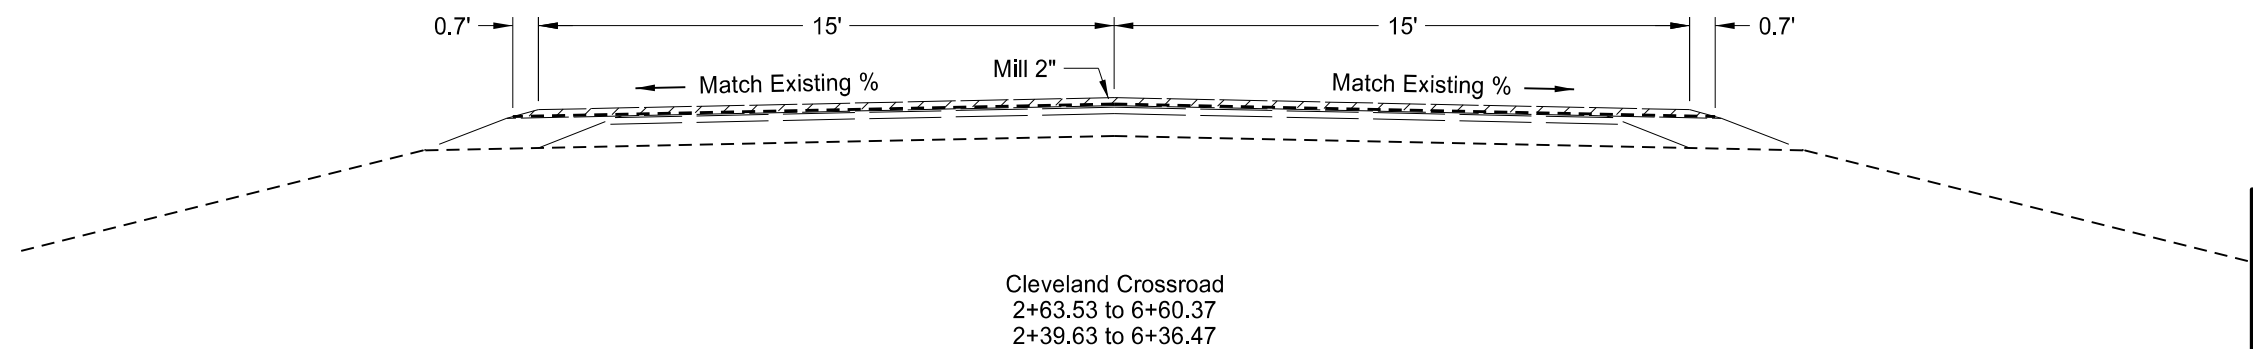 0.7' 15' 15' 0.7'
Mill 2"
Match Existing % Match Existing %
Cleveland Crossroad
2+63.53 to 6+60.37
2+39.63 to 6+36.47